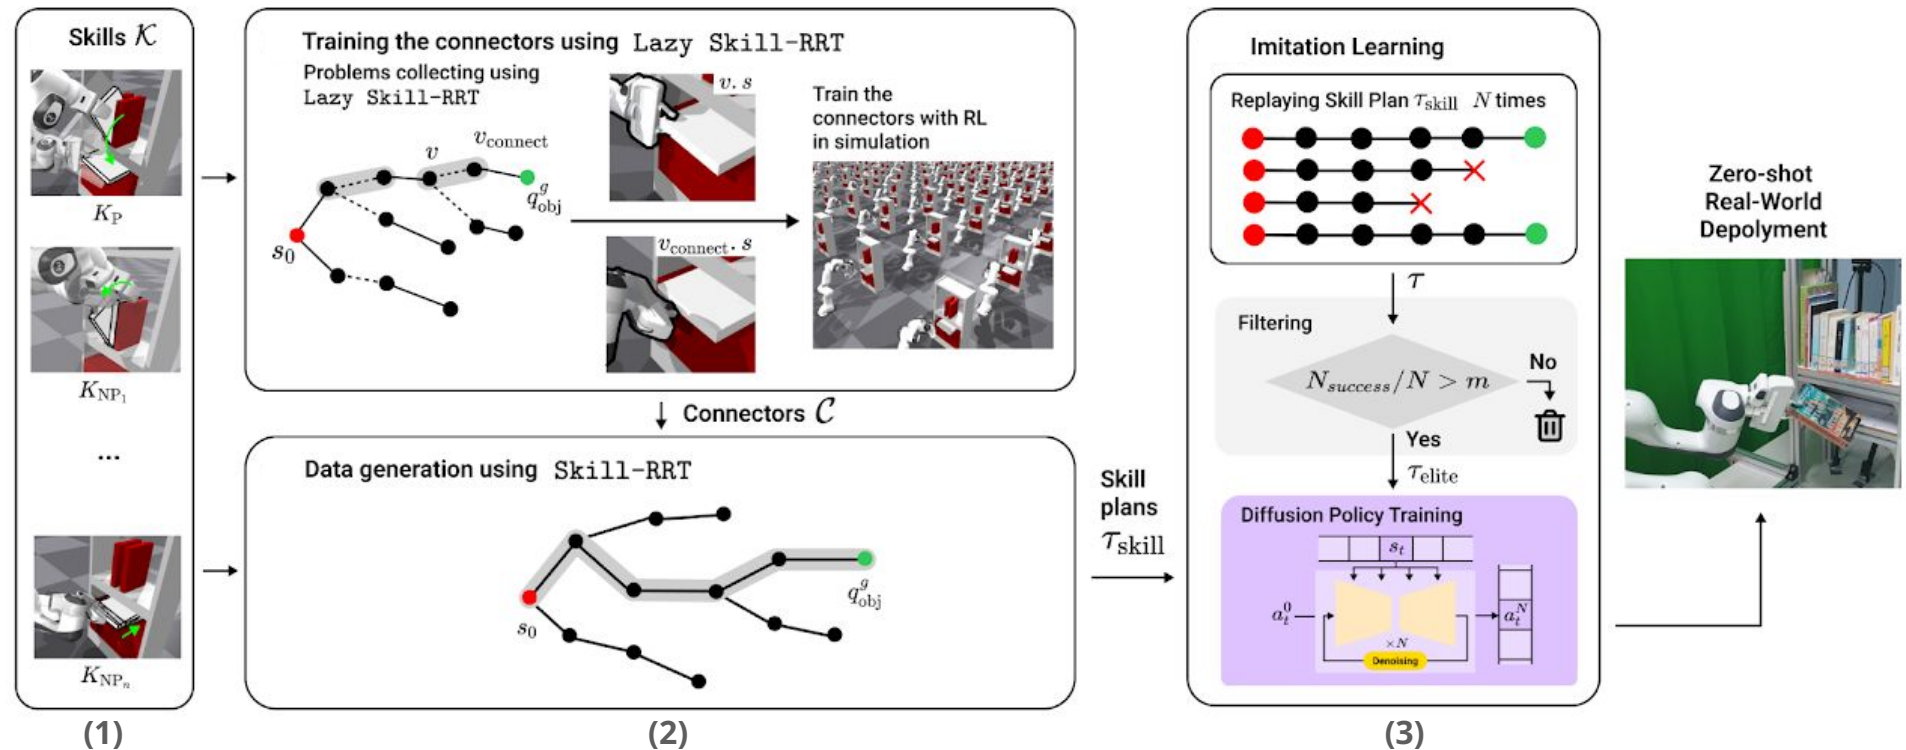 Skills 𝒦
K_P
K_NP₁
...
K_NPₙ
(1)
Training the connectors using Lazy Skill-RRT
Problems collecting using
Lazy Skill-RRT
v
v_connect
q^g_obj
s₀
v.s
v_connect.s
Train the
connectors with RL
in simulation
Connectors 𝒞
Data generation using Skill-RRT
s₀
q^g_obj
(2)
Skill
plans
τ_skill
Imitation Learning
Replaying Skill Plan τ_skill N times
τ
Filtering
N_success/N > m
No
Yes
τ_elite
Diffusion Policy Training
s_t
a^0_t
a^N_t
×N
Denoising
(3)
Zero-shot
Real-World
Depolyment